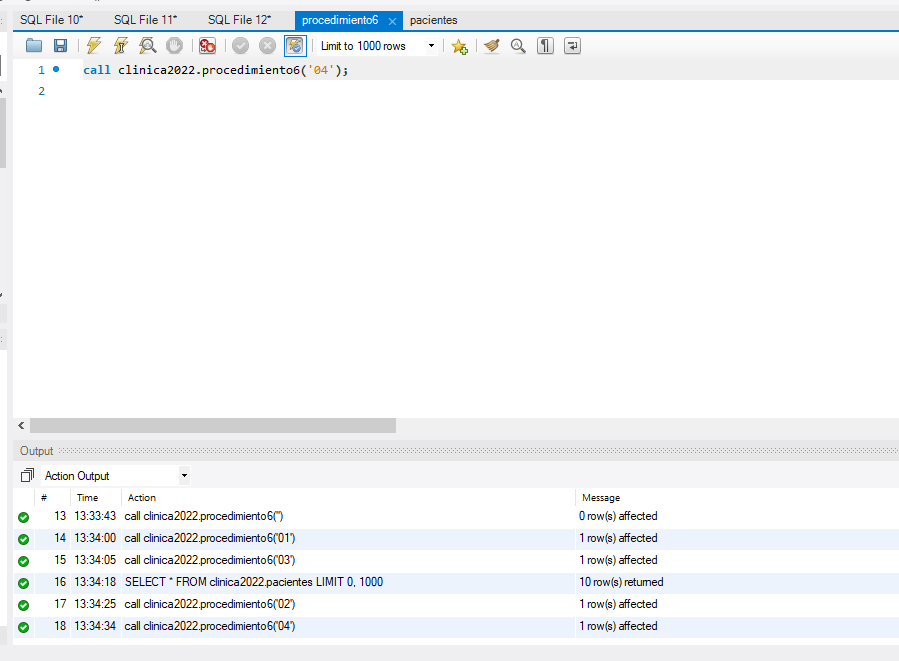 SQL File 10* SQL File 11* SQL File 12* procedimiento6 pacientes
Limit to 1000 rows
1 call clinica2022.procedimiento6('04');
2
Output
Action Output
# Time Action Message
13 13:33:43 call clinica2022.procedimiento6('') 0 row(s) affected
14 13:34:00 call clinica2022.procedimiento6('01') 1 row(s) affected
15 13:34:05 call clinica2022.procedimiento6('03') 1 row(s) affected
16 13:34:18 SELECT * FROM clinica2022.pacientes LIMIT 0, 1000 10 row(s) returned
17 13:34:25 call clinica2022.procedimiento6('02') 1 row(s) affected
18 13:34:34 call clinica2022.procedimiento6('04') 1 row(s) affected